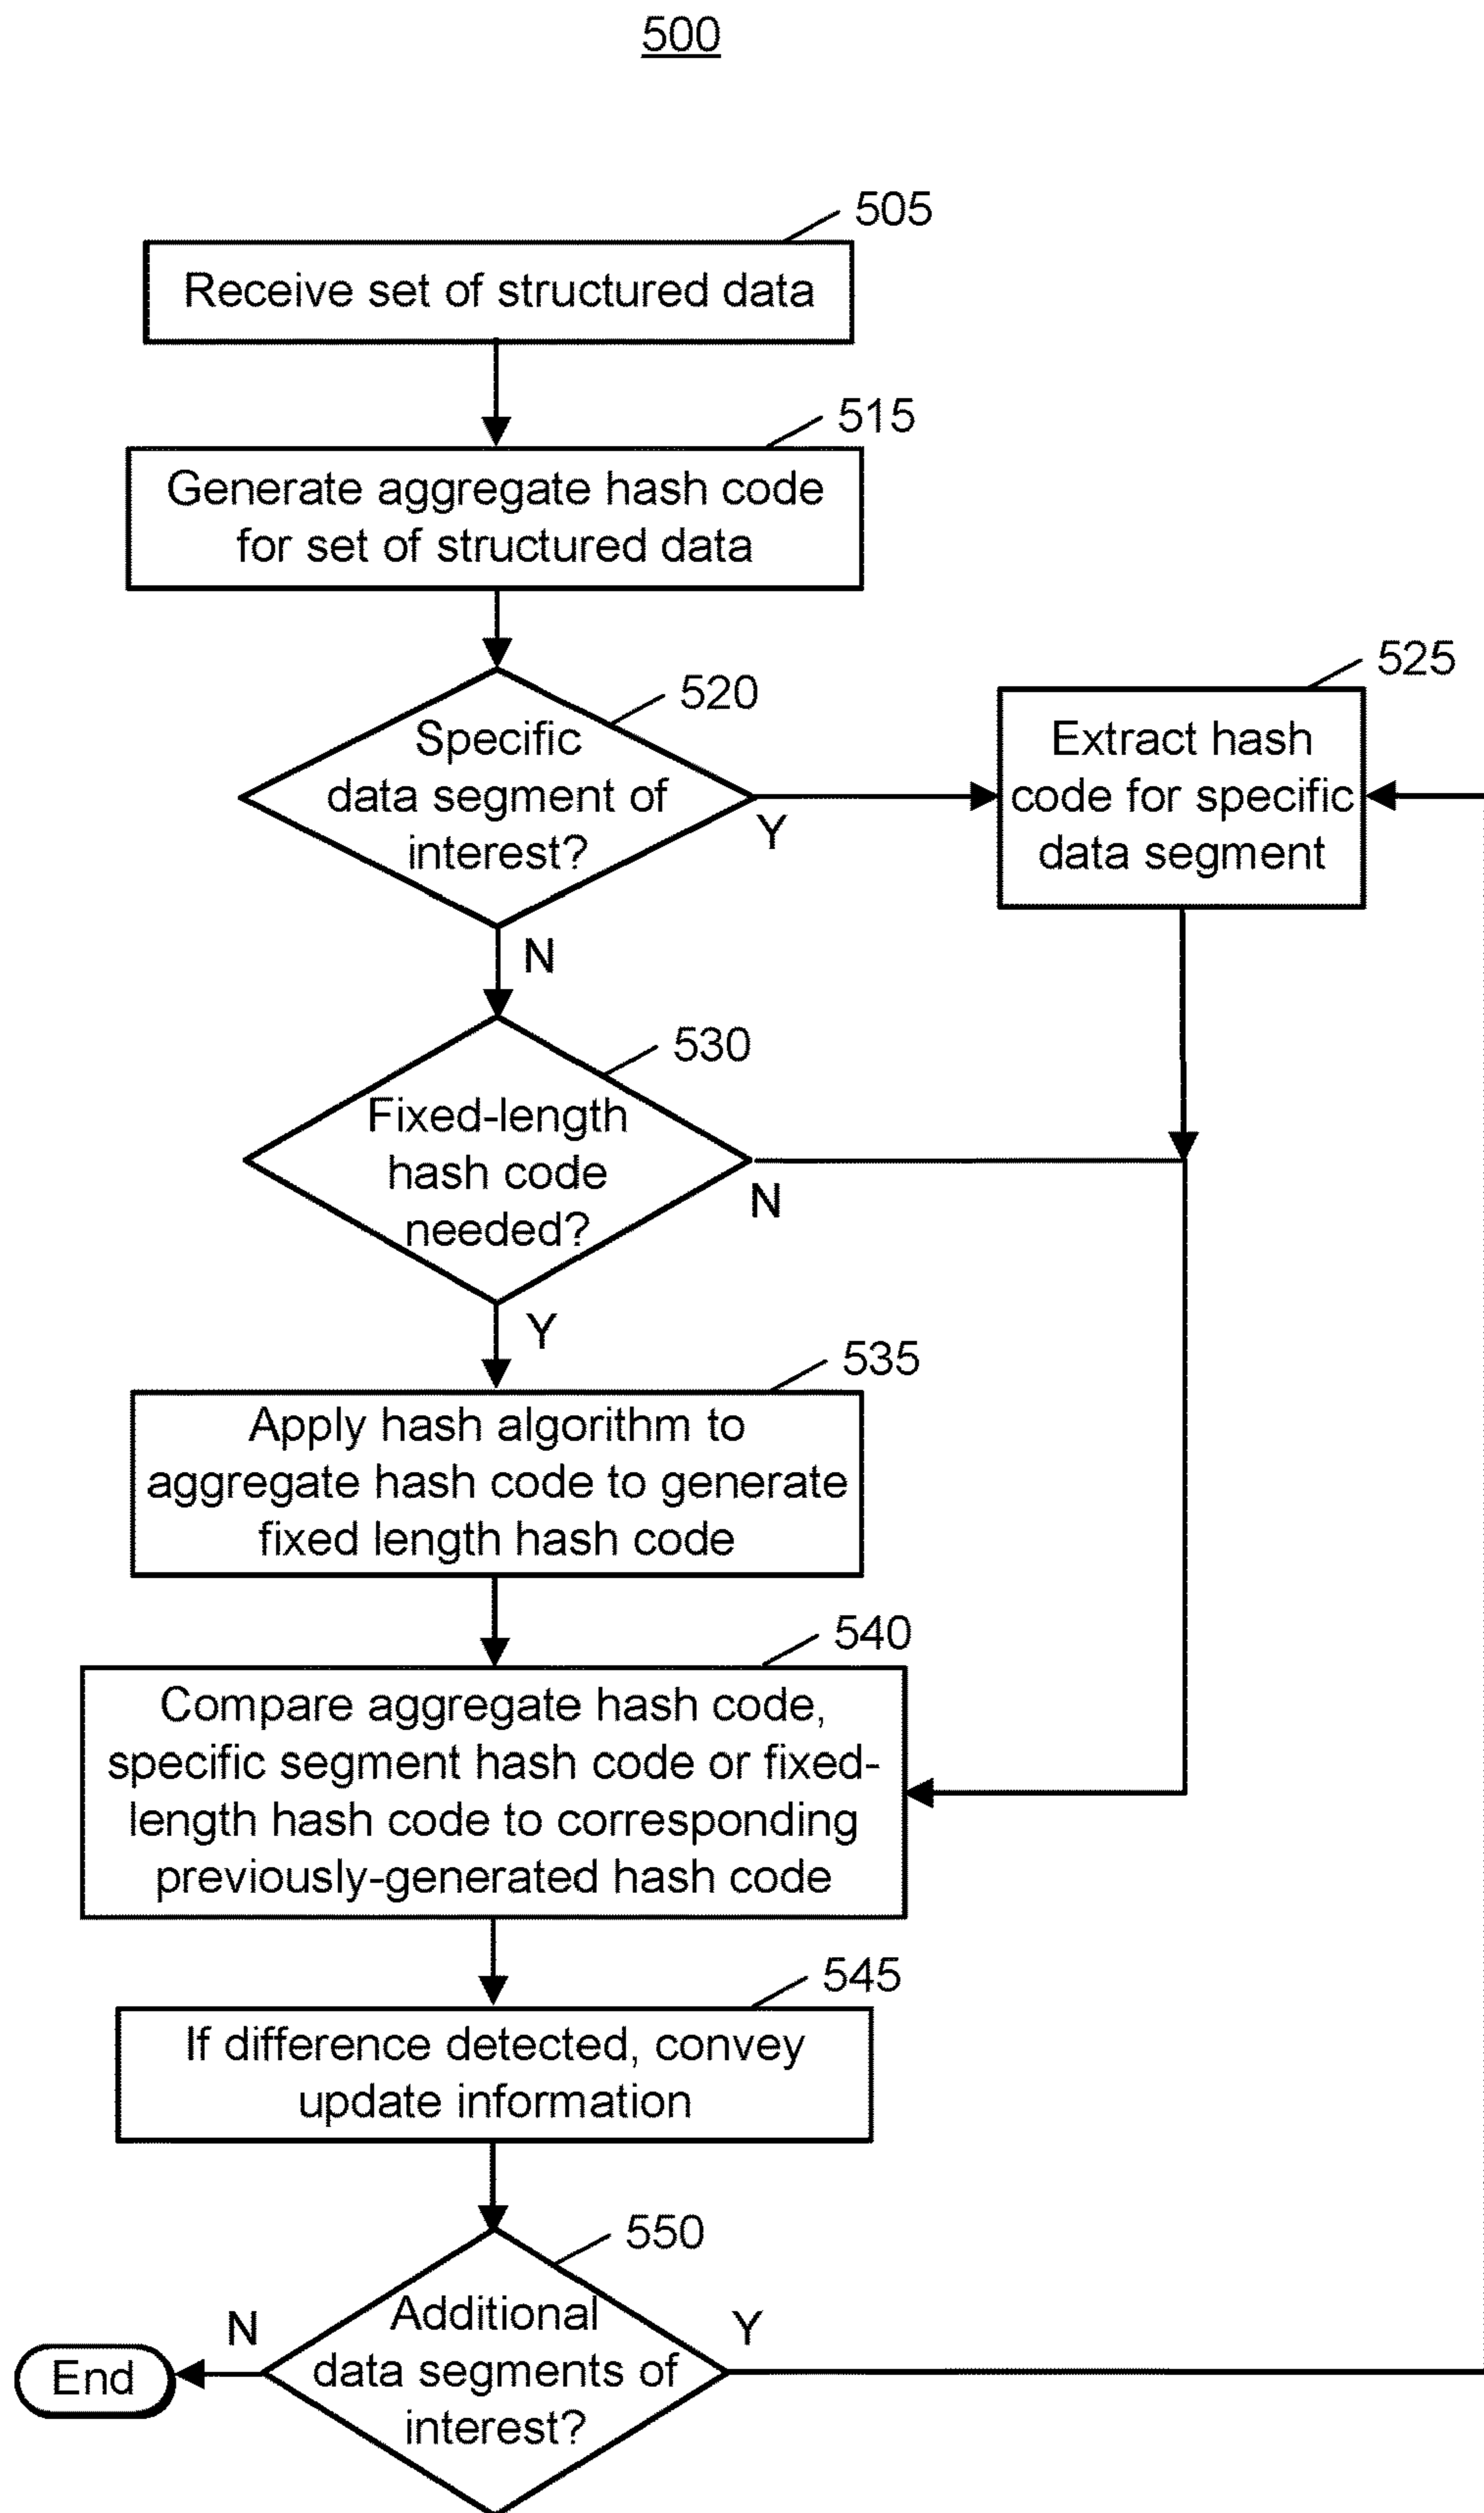 500
505
Receive set of structured data
515
Generate aggregate hash code
for set of structured data
520
Specific
data segment of
interest?
Y
N
525
Extract hash
code for specific
data segment
530
Fixed-length
hash code
needed?
N
Y
535
Apply hash algorithm to
aggregate hash code to generate
fixed length hash code
540
Compare aggregate hash code,
specific segment hash code or fixed-
length hash code to corresponding
previously-generated hash code
545
If difference detected, convey
update information
550
Additional
data segments of
interest?
N
Y
End